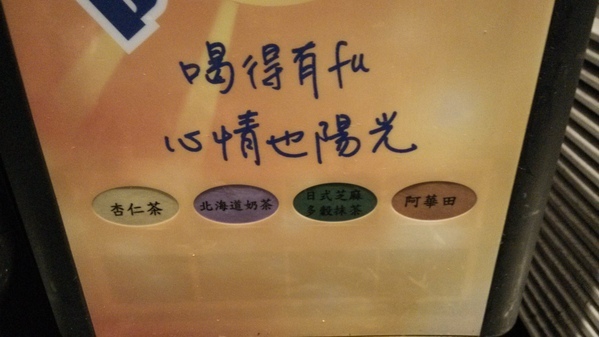 喝得有fu
心情也陽光
杏仁茶
北海道奶茶
日式芝麻
多穀抹茶
阿華田